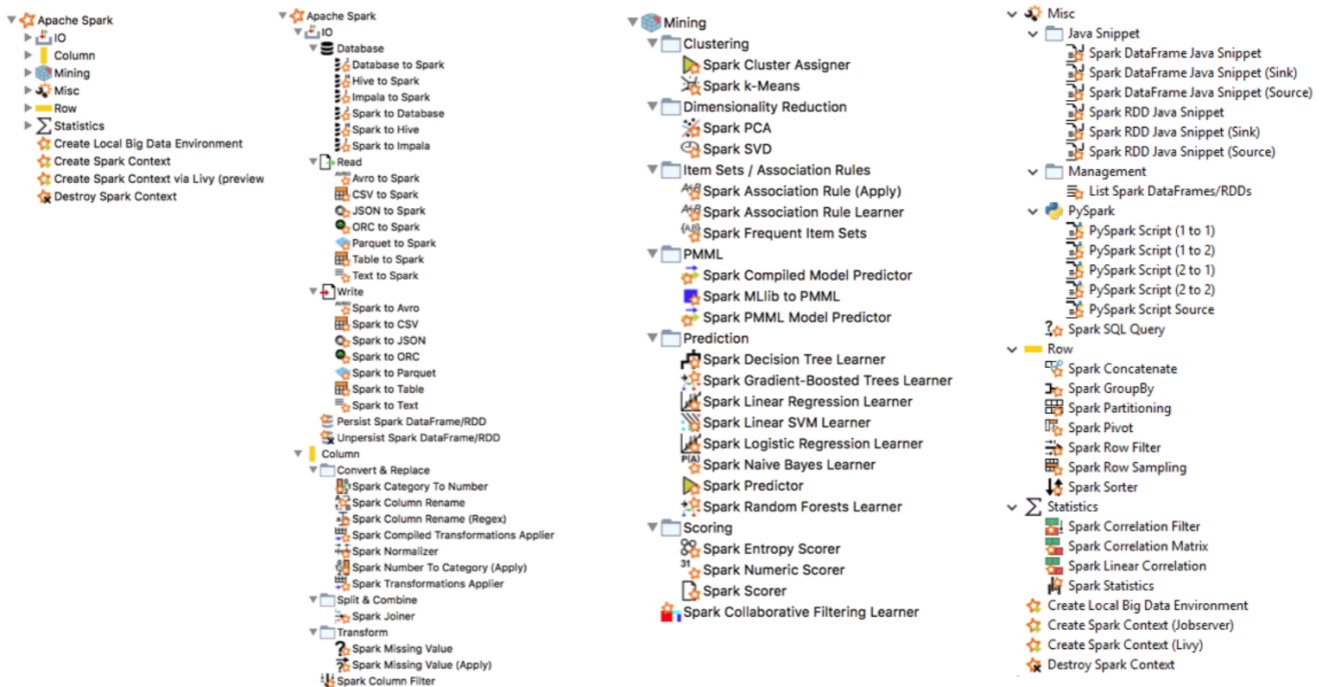 Apache Spark
IO
Column
Mining
Misc
Row
Statistics
Create Local Big Data Environment
Create Spark Context
Create Spark Context via Livy (preview
Destroy Spark Context
Apache Spark
IO
Database
Database to Spark
Hive to Spark
Impala to Spark
Spark to Database
Spark to Hive
Spark to Impala
Read
Avro to Spark
CSV to Spark
JSON to Spark
ORC to Spark
Parquet to Spark
Table to Spark
Text to Spark
Write
Spark to Avro
Spark to CSV
Spark to JSON
Spark to ORC
Spark to Parquet
Spark to Table
Spark to Text
Persist Spark DataFrame/RDD
Unpersist Spark DataFrame/RDD
Column
Convert & Replace
Spark Category To Number
Spark Column Rename
Spark Column Rename (Regex)
Spark Compiled Transformations Applier
Spark Normalizer
Spark Number To Category (Apply)
Spark Transformations Applier
Split & Combine
Spark Joiner
Transform
Spark Missing Value
Spark Missing Value (Apply)
Spark Column Filter
Mining
Clustering
Spark Cluster Assigner
Spark k-Means
Dimensionality Reduction
Spark PCA
Spark SVD
Item Sets / Association Rules
Spark Association Rule (Apply)
Spark Association Rule Learner
Spark Frequent Item Sets
PMML
Spark Compiled Model Predictor
Spark MLlib to PMML
Spark PMML Model Predictor
Prediction
Spark Decision Tree Learner
Spark Gradient-Boosted Trees Learner
Spark Linear Regression Learner
Spark Linear SVM Learner
Spark Logistic Regression Learner
Spark Naive Bayes Learner
Spark Predictor
Spark Random Forests Learner
Scoring
Spark Entropy Scorer
Spark Numeric Scorer
Spark Scorer
Spark Collaborative Filtering Learner
Misc
Java Snippet
Spark DataFrame Java Snippet
Spark DataFrame Java Snippet (Sink)
Spark DataFrame Java Snippet (Source)
Spark RDD Java Snippet
Spark RDD Java Snippet (Sink)
Spark RDD Java Snippet (Source)
Management
List Spark DataFrames/RDDs
PySpark
PySpark Script (1 to 1)
PySpark Script (1 to 2)
PySpark Script (2 to 1)
PySpark Script (2 to 2)
PySpark Script Source
Spark SQL Query
Row
Spark Concatenate
Spark GroupBy
Spark Partitioning
Spark Pivot
Spark Row Filter
Spark Row Sampling
Spark Sorter
Statistics
Spark Correlation Filter
Spark Correlation Matrix
Spark Linear Correlation
Spark Statistics
Create Local Big Data Environment
Create Spark Context (Jobserver)
Create Spark Context (Livy)
Destroy Spark Context